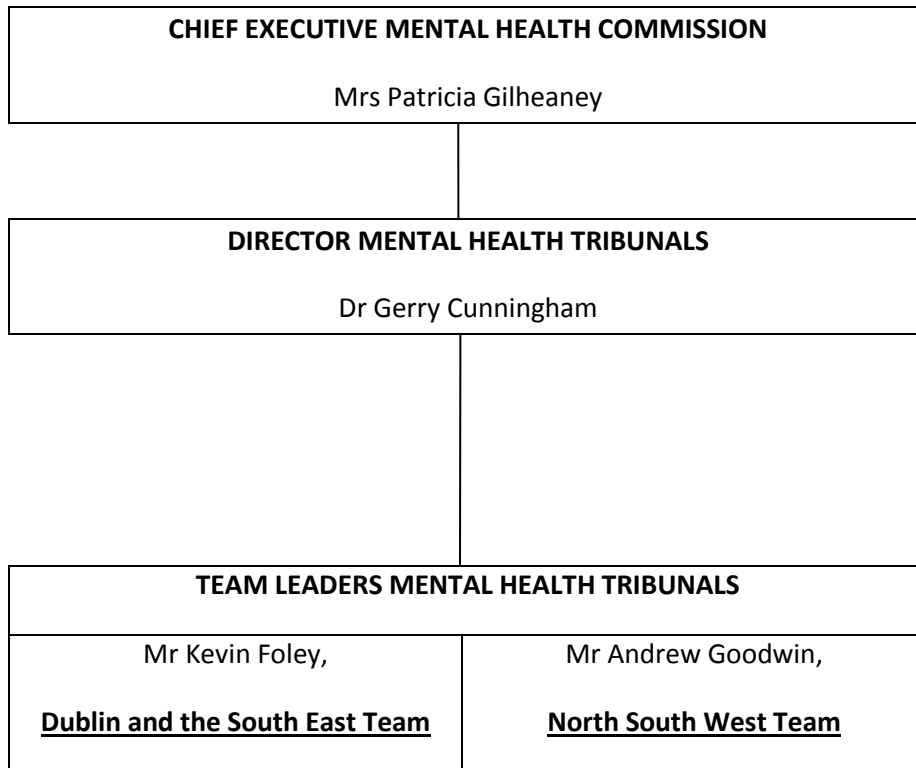 CHIEF EXECUTIVE MENTAL HEALTH COMMISSION
Mrs Patricia Gilheaney
DIRECTOR MENTAL HEALTH TRIBUNALS
Dr Gerry Cunningham
TEAM LEADERS MENTAL HEALTH TRIBUNALS
Mr Kevin Foley,
Dublin and the South East Team
Mr Andrew Goodwin,
North South West Team